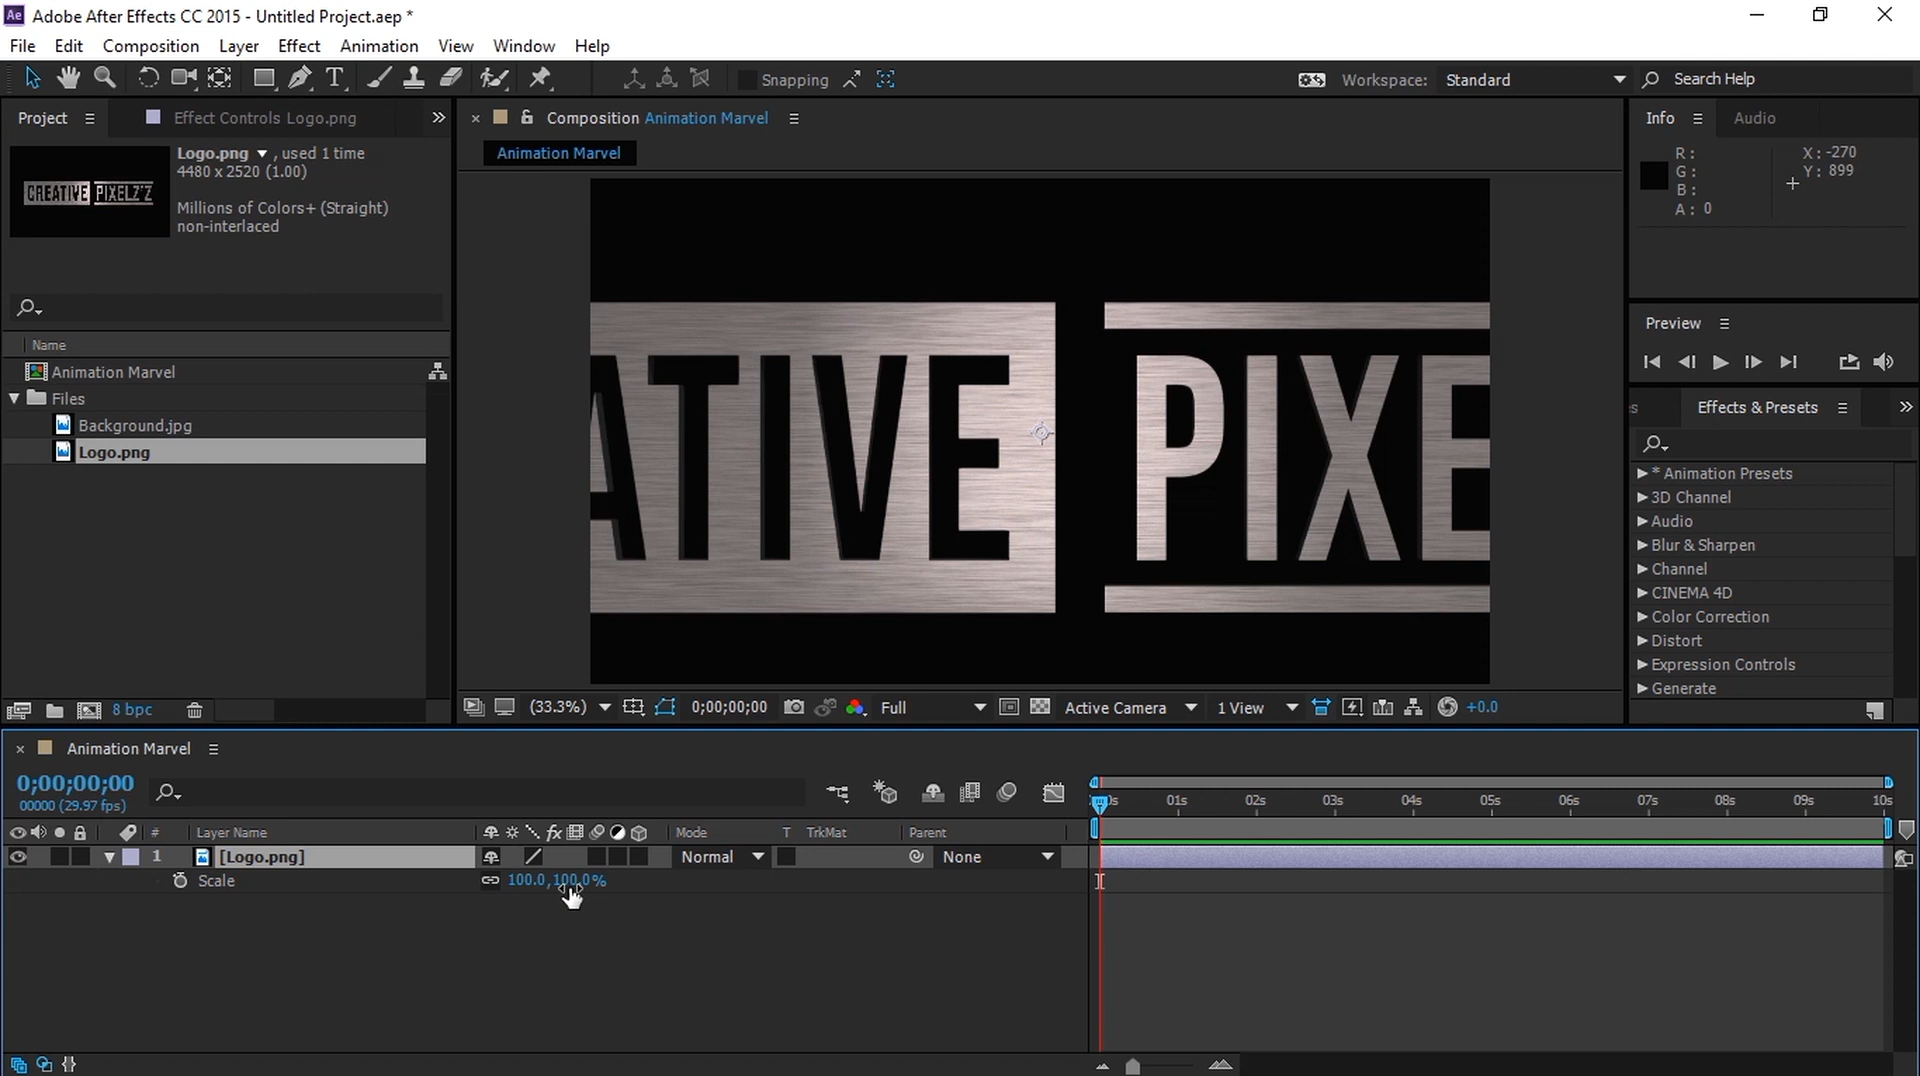 Ae Adobe After Effects CC 2015 - Untitled Project.aep *
File Edit Composition Layer Effect Animation View Window Help
T Snapping Workspace: Standard Search Help
Project Effect Controls Logo.png
Composition Animation Marvel
Info Audio
Animation Marvel
Logo.png , used 1 time
4480 x 2520 (1.00)
Millions of Colors+ (Straight)
non-interlaced
CREATIVE PIXELZ'Z
R: X: -270
G: Y: 899
B:
A: 0
ATIVE PIXE
Preview
Name
Animation Marvel
Files
Background.jpg
Logo.png
s Effects & Presets
* Animation Presets
3D Channel
Audio
Blur & Sharpen
Channel
CINEMA 4D
Color Correction
Distort
Expression Controls
Generate
8 bpc
(33.3%) 0;00;00;00 Full Active Camera 1 View +0.0
Animation Marvel
0;00;00;00
00000 (29.97 fps)
0s 01s 02s 03s 04s 05s 06s 07s 08s 09s 10s
# Layer Name fx Mode T TrkMat Parent
1 [Logo.png] Normal None
Scale 100.0,100.0%